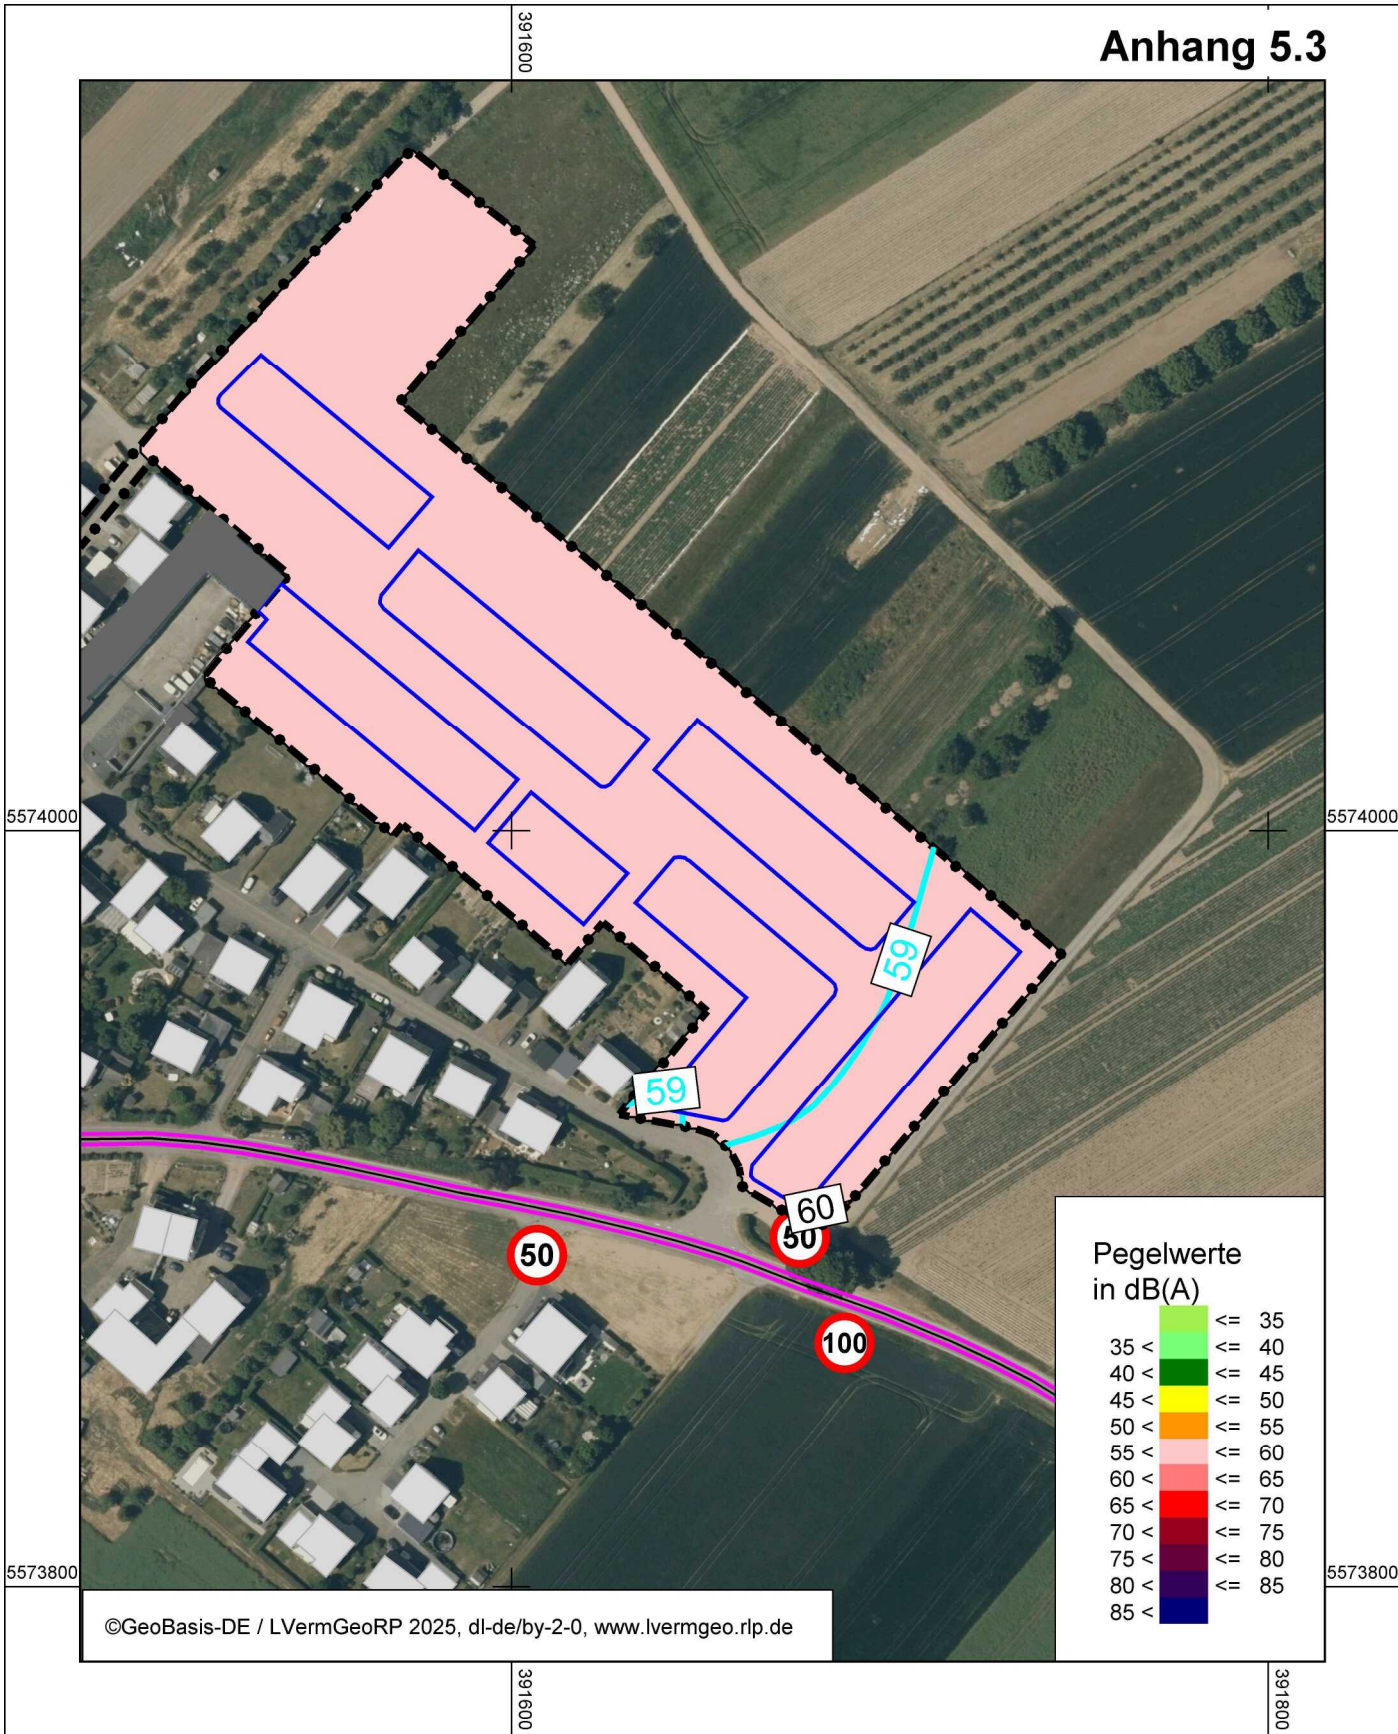 391600
Anhang 5.3
5574000
5574000
59
59
60
50
50
100
Pegelwerte
in dB(A)
<= 35
35 < <= 40
40 < <= 45
45 < <= 50
50 < <= 55
55 < <= 60
60 < <= 65
65 < <= 70
70 < <= 75
75 < <= 80
80 < <= 85
85 <
5573800
5573800
©GeoBasis-DE / LVermGeoRP 2025, dl-de/by-2-0, www.lvermgeo.rlp.de
391600
391800